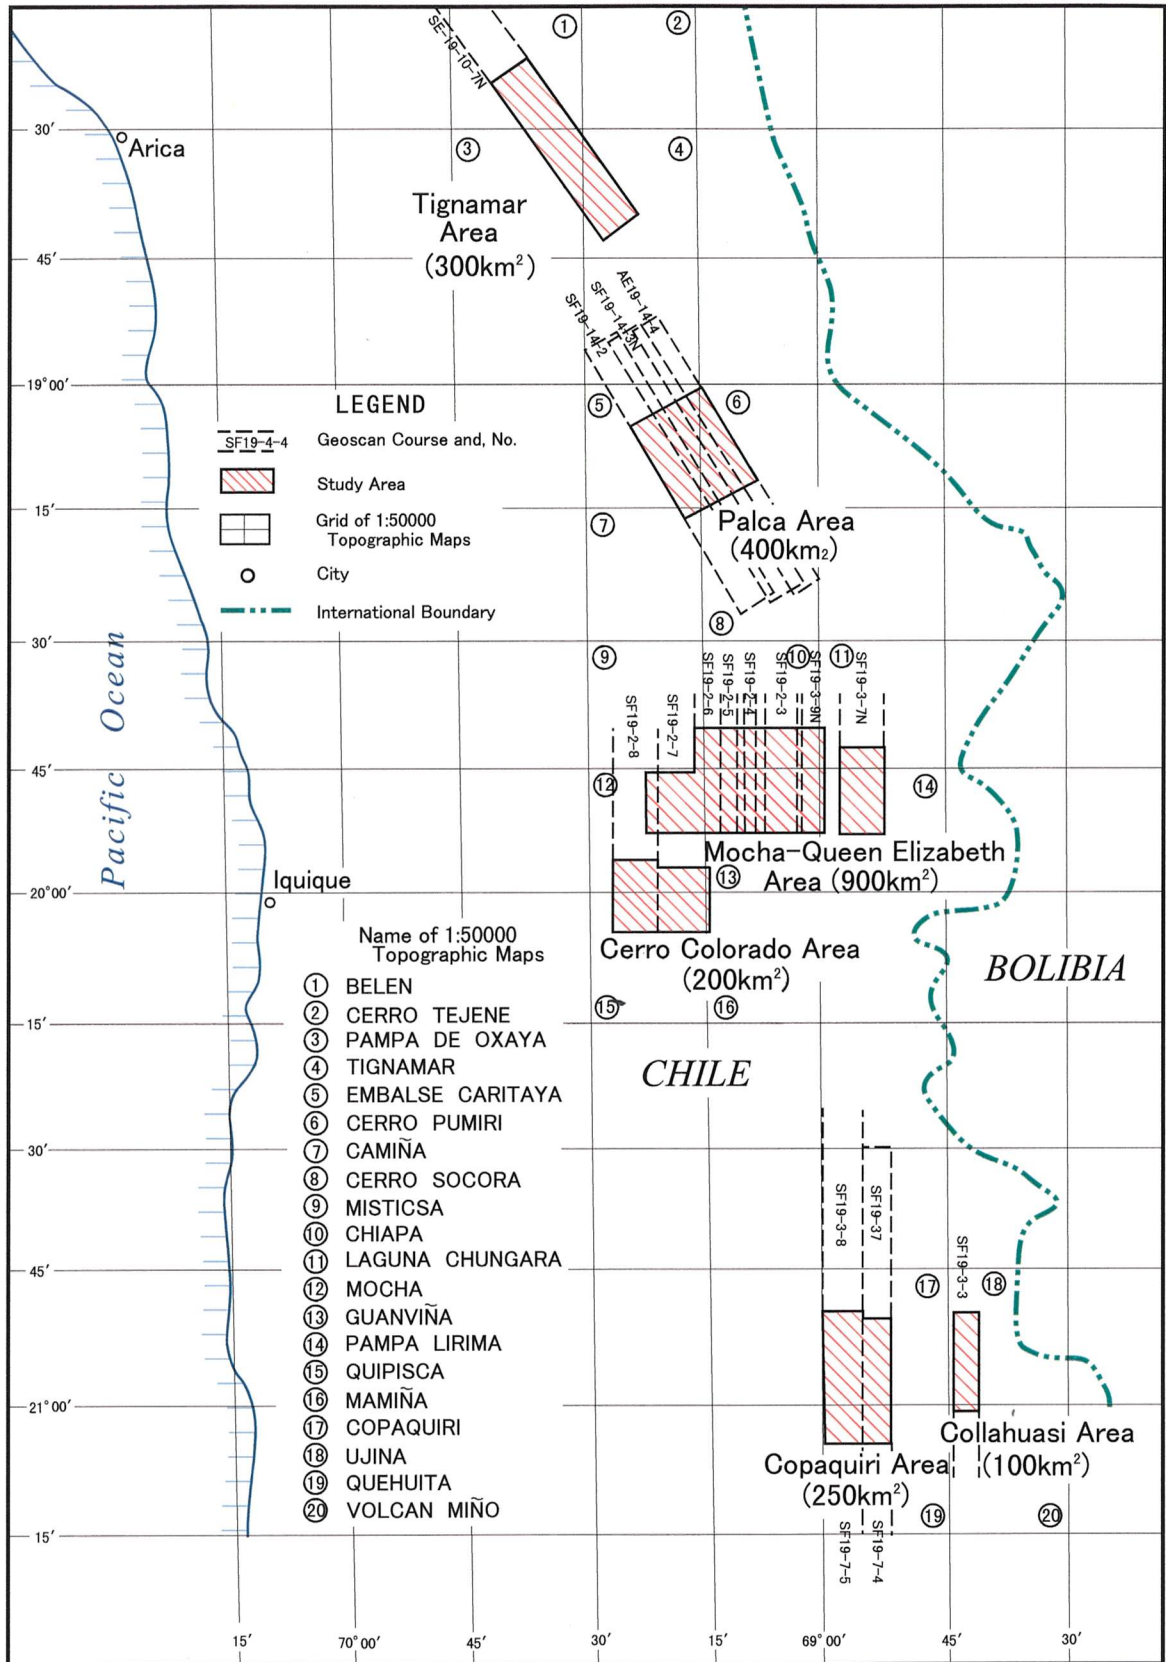 ①
②
SE-19-10-7N
30′
Arica
③
④
Tignamar
Area
(300km²)
45′
SF19-14-2
SF19-14-3N
AE19-14-4
19°00′
LEGEND
⑤
⑥
SF19-4-4
Geoscan Course and, No.
Study Area
15′
Grid of 1:50000
Topographic Maps
⑦
Palca Area
(400km₂)
City
International Boundary
⑧
30′
Pacific Ocean
⑨
⑩
⑪
SF19-2-8
SF19-2-7
SF19-2-6
SF19-2-5
SF19-2-4
SF19-2-3
SF19-3-9N
SF19-3-7N
45′
⑫
⑭
Mocha-Queen Elizabeth
Area (900km²)
Iquique
⑬
20°00′
Name of 1:50000
Topographic Maps
Cerro Colorado Area
(200km²)
BOLIBIA
① BELEN
② CERRO TEJENE
③ PAMPA DE OXAYA
④ TIGNAMAR
⑤ EMBALSE CARITAYA
⑥ CERRO PUMIRI
⑦ CAMIÑA
⑧ CERRO SOCORA
⑨ MISTICSA
⑩ CHIAPA
⑪ LAGUNA CHUNGARA
⑫ MOCHA
⑬ GUANVIÑA
⑭ PAMPA LIRIMA
⑮ QUIPISCA
⑯ MAMIÑA
⑰ COPAQUIRI
⑱ UJINA
⑲ QUEHUITA
⑳ VOLCAN MIÑO
⑮
⑯
15′
CHILE
30′
SF19-3-8
SF19-37
SF19-3-3
45′
⑰
⑱
21°00′
Collahuasi Area
(100km²)
Copaquiri Area
(250km²)
⑲
⑳
15′
SF19-7-5
SF19-7-4
15′
70°00′
45′
30′
15′
69°00′
45′
30′